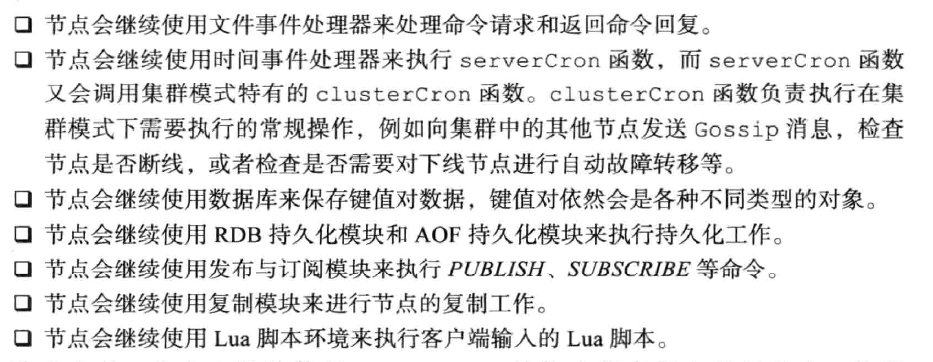 ❑ 节点会继续使用文件事件处理器来处理命令请求和返回命令回复。
❑ 节点会继续使用时间事件处理器来执行 serverCron 函数，而 serverCron 函数
又会调用集群模式特有的 clusterCron 函数。clusterCron 函数负责执行在集
群模式下需要执行的常规操作，例如向集群中的其他节点发送 Gossip 消息，检查
节点是否断线，或者检查是否需要对下线节点进行自动故障转移等。
❑ 节点会继续使用数据库来保存键值对数据，键值对依然会是各种不同类型的对象。
❑ 节点会继续使用 RDB 持久化模块和 AOF 持久化模块来执行持久化工作。
❑ 节点会继续使用发布与订阅模块来执行 PUBLISH、SUBSCRIBE 等命令。
❑ 节点会继续使用复制模块来进行节点的复制工作。
❑ 节点会继续使用 Lua 脚本环境来执行客户端输入的 Lua 脚本。